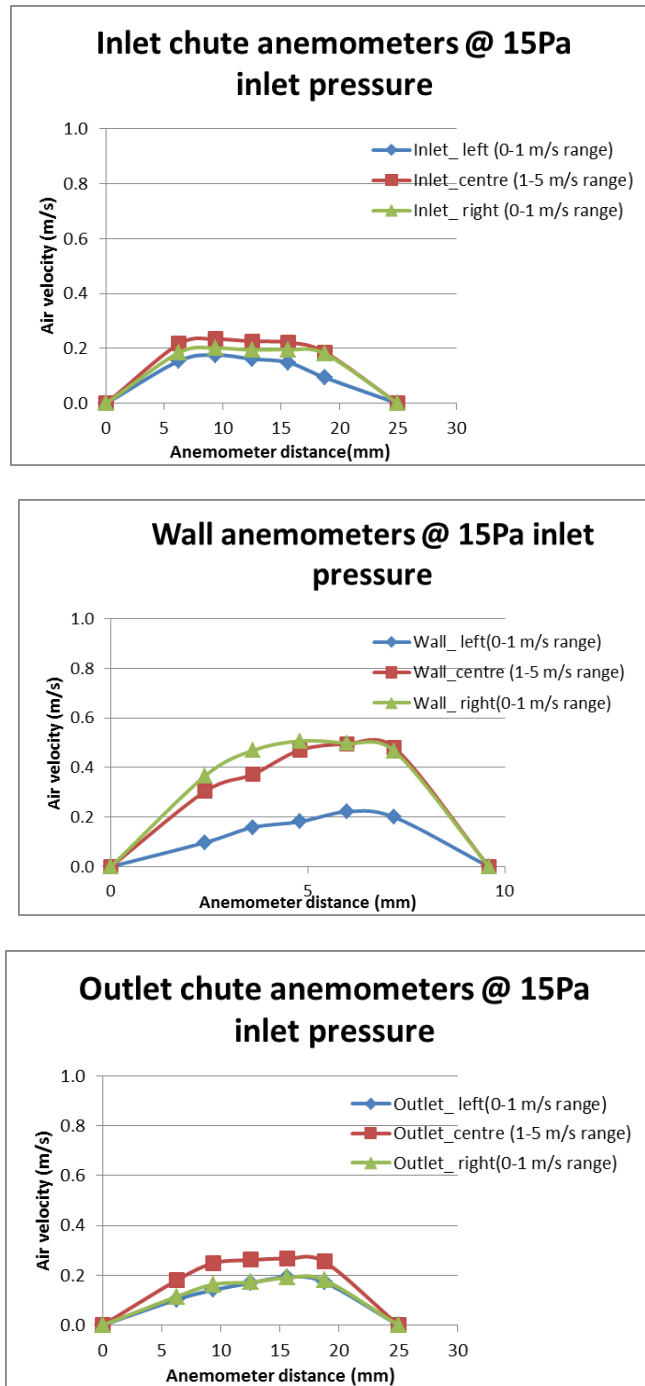 Inlet chute anemometers @ 15Pa
inlet pressure
1.0
0.8
0.6
0.4
0.2
0.0
Air velocity (m/s)
Inlet_ left (0-1 m/s range)
Inlet_centre (1-5 m/s range)
Inlet_ right (0-1 m/s range)
0 5 10 15 20 25 30
Anemometer distance(mm)
Wall anemometers @ 15Pa inlet
pressure
1.0
0.8
0.6
0.4
0.2
0.0
Air velocity (m/s)
Wall_ left(0-1 m/s range)
Wall_centre (1-5 m/s range)
Wall_ right(0-1 m/s range)
0 5 10
Anemometer distance (mm)
Outlet chute anemometers @ 15Pa
inlet pressure
1.0
0.8
0.6
0.4
0.2
0.0
Air velocity (m/s)
Outlet_ left(0-1 m/s range)
Outlet_centre (1-5 m/s range)
Outlet_ right(0-1 m/s range)
0 5 10 15 20 25 30
Anemometer distance (mm)